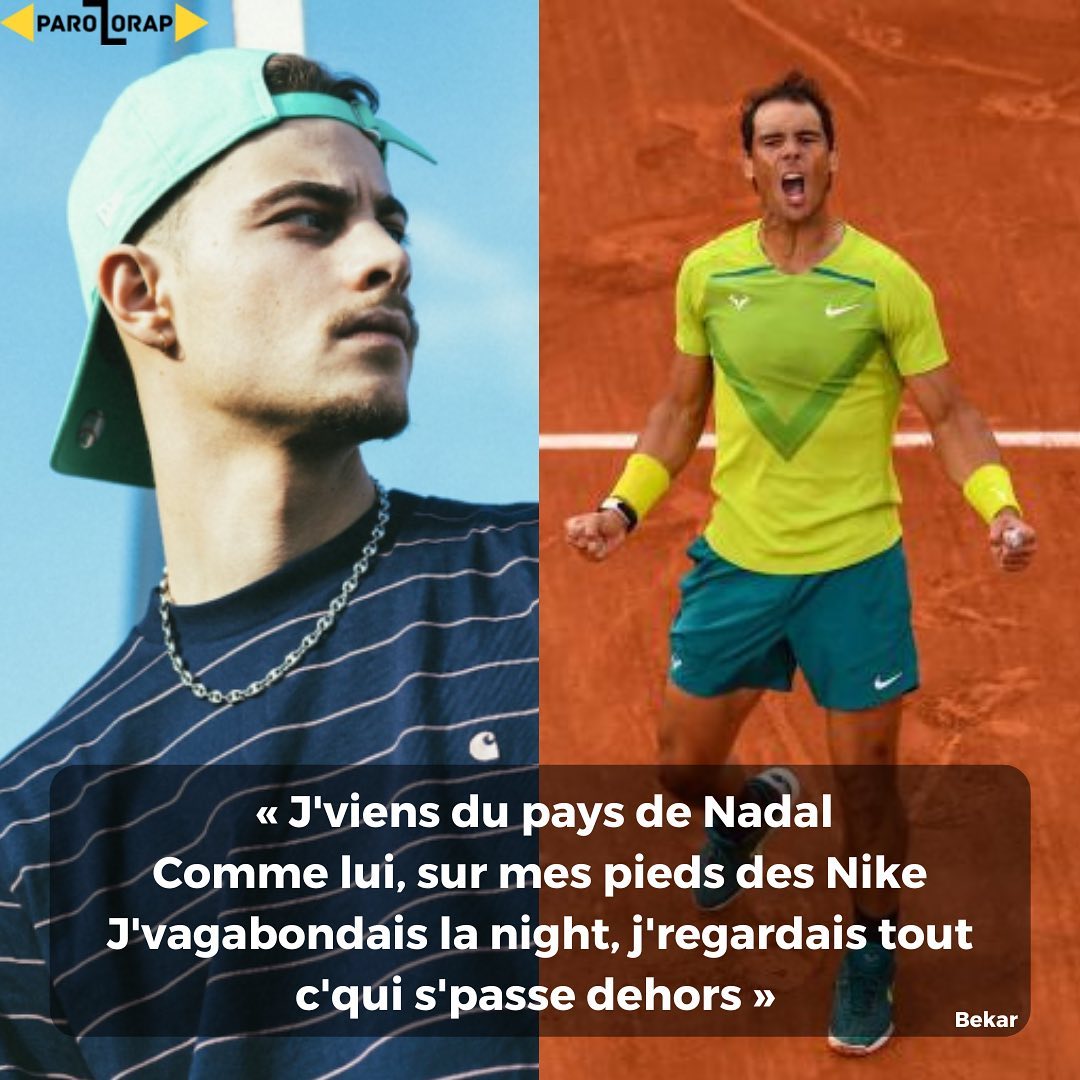 PAROLORAP
« J'viens du pays de Nadal
Comme lui, sur mes pieds des Nike
J'vagabondais la night, j'regardais tout
c'qui s'passe dehors »
Bekar